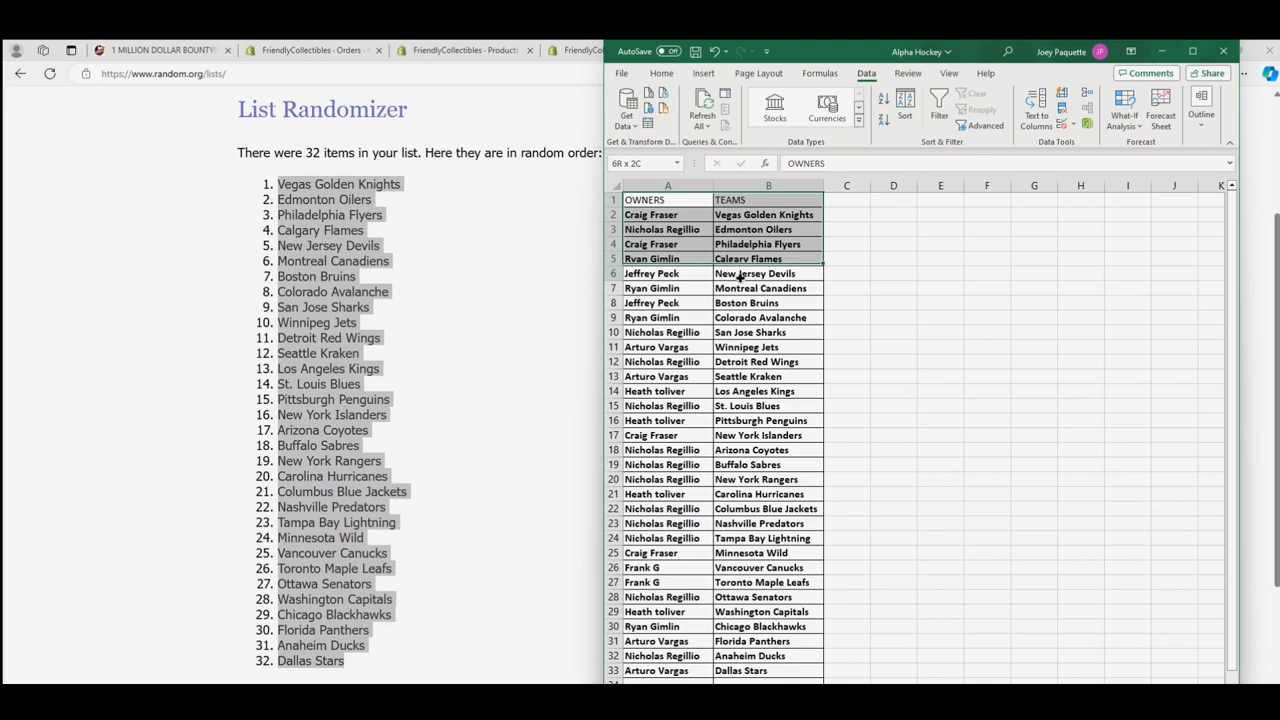 1 MILLION DOLLAR BOUNTY
FriendlyCollectibles - Orders
FriendlyCollectibles - Products
FriendlyColl
https://www.random.org/lists/
List Randomizer
There were 32 items in your list. Here they are in random order:
1. Vegas Golden Knights
2. Edmonton Oilers
3. Philadelphia Flyers
4. Calgary Flames
5. New Jersey Devils
6. Montreal Canadiens
7. Boston Bruins
8. Colorado Avalanche
9. San Jose Sharks
10. Winnipeg Jets
11. Detroit Red Wings
12. Seattle Kraken
13. Los Angeles Kings
14. St. Louis Blues
15. Pittsburgh Penguins
16. New York Islanders
17. Arizona Coyotes
18. Buffalo Sabres
19. New York Rangers
20. Carolina Hurricanes
21. Columbus Blue Jackets
22. Nashville Predators
23. Tampa Bay Lightning
24. Minnesota Wild
25. Vancouver Canucks
26. Toronto Maple Leafs
27. Ottawa Senators
28. Washington Capitals
29. Chicago Blackhawks
30. Florida Panthers
31. Anaheim Ducks
32. Dallas Stars
AutoSave Off Alpha Hockey Joey Paquette JP
File Home Insert Page Layout Formulas Data Review View Help Comments Share
Get Data Refresh All Stocks Currencies Sort Filter Clear Reapply Advanced Text to Columns What-If Analysis Forecast Sheet Outline
Get & Transform D... Queries & Con... Data Types Sort & Filter Data Tools Forecast
6R x 2C fx OWNERS
A B C D E F G H I J K
1 OWNERS TEAMS
2 Craig Fraser Vegas Golden Knights
3 Nicholas Regillio Edmonton Oilers
4 Craig Fraser Philadelphia Flyers
5 Ryan Gimlin Calgary Flames
6 Jeffrey Peck New Jersey Devils
7 Ryan Gimlin Montreal Canadiens
8 Jeffrey Peck Boston Bruins
9 Ryan Gimlin Colorado Avalanche
10 Nicholas Regillio San Jose Sharks
11 Arturo Vargas Winnipeg Jets
12 Nicholas Regillio Detroit Red Wings
13 Arturo Vargas Seattle Kraken
14 Heath toliver Los Angeles Kings
15 Nicholas Regillio St. Louis Blues
16 Heath toliver Pittsburgh Penguins
17 Craig Fraser New York Islanders
18 Nicholas Regillio Arizona Coyotes
19 Nicholas Regillio Buffalo Sabres
20 Nicholas Regillio New York Rangers
21 Heath toliver Carolina Hurricanes
22 Nicholas Regillio Columbus Blue Jackets
23 Nicholas Regillio Nashville Predators
24 Nicholas Regillio Tampa Bay Lightning
25 Craig Fraser Minnesota Wild
26 Frank G Vancouver Canucks
27 Frank G Toronto Maple Leafs
28 Nicholas Regillio Ottawa Senators
29 Heath toliver Washington Capitals
30 Ryan Gimlin Chicago Blackhawks
31 Arturo Vargas Florida Panthers
32 Nicholas Regillio Anaheim Ducks
33 Arturo Vargas Dallas Stars